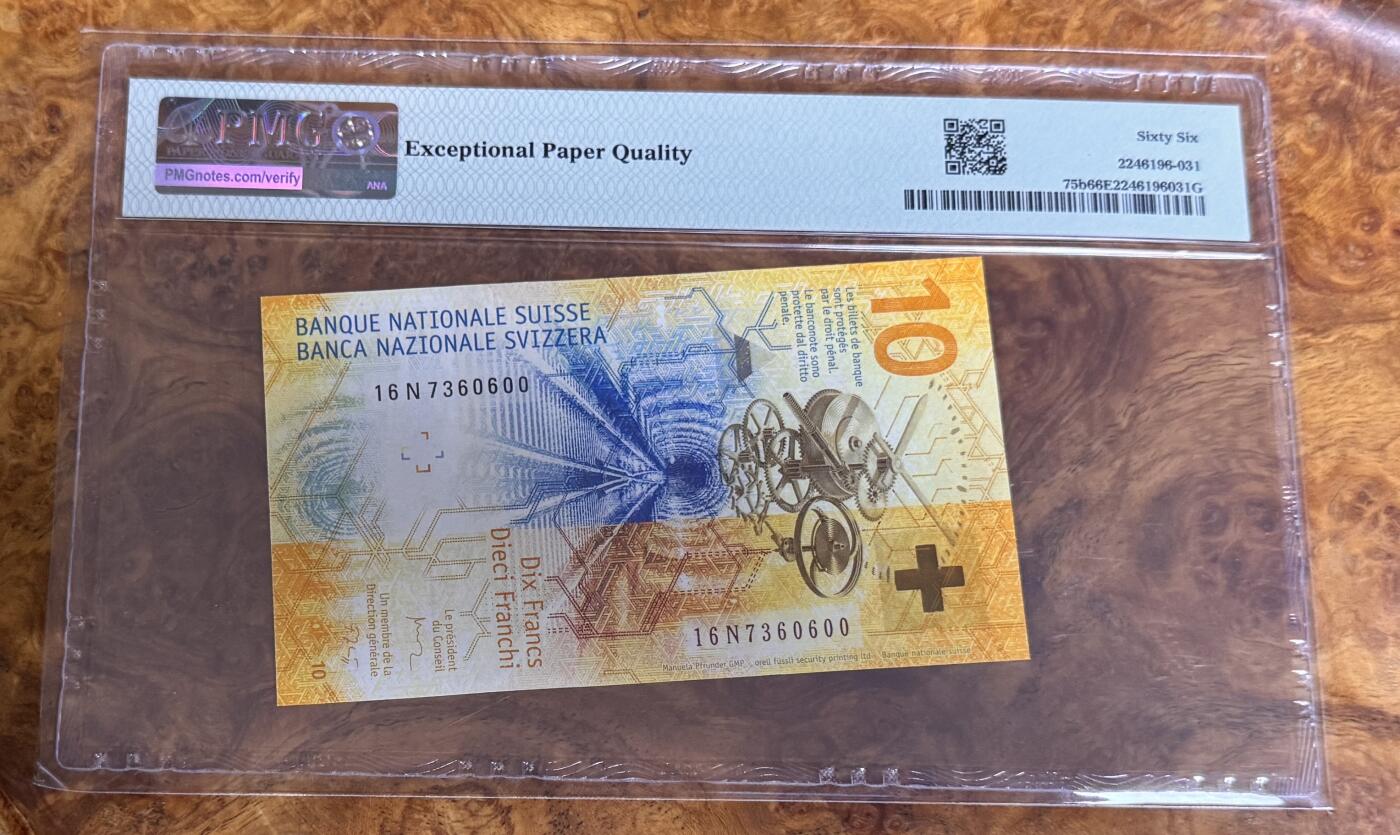 PMG
PMGnotes.com/verify
ANA
Exceptional Paper Quality
Sixty Six
2246196-031
75b66E2246196031G
BANQUE NATIONALE SUISSE
BANCA NAZIONALE SVIZZERA
16N7360600
10
Les billets de banque
sont protégés
par le droit pénal.
Le banconote sono
protette dal diritto
penale.
Dix Francs
Dieci Franchi
Le président
du Conseil
Un membre de la
Direction générale
10
16N7360600
Manuela Pfrunder GMP orell füssli security printing ltd Banque nationale suisse